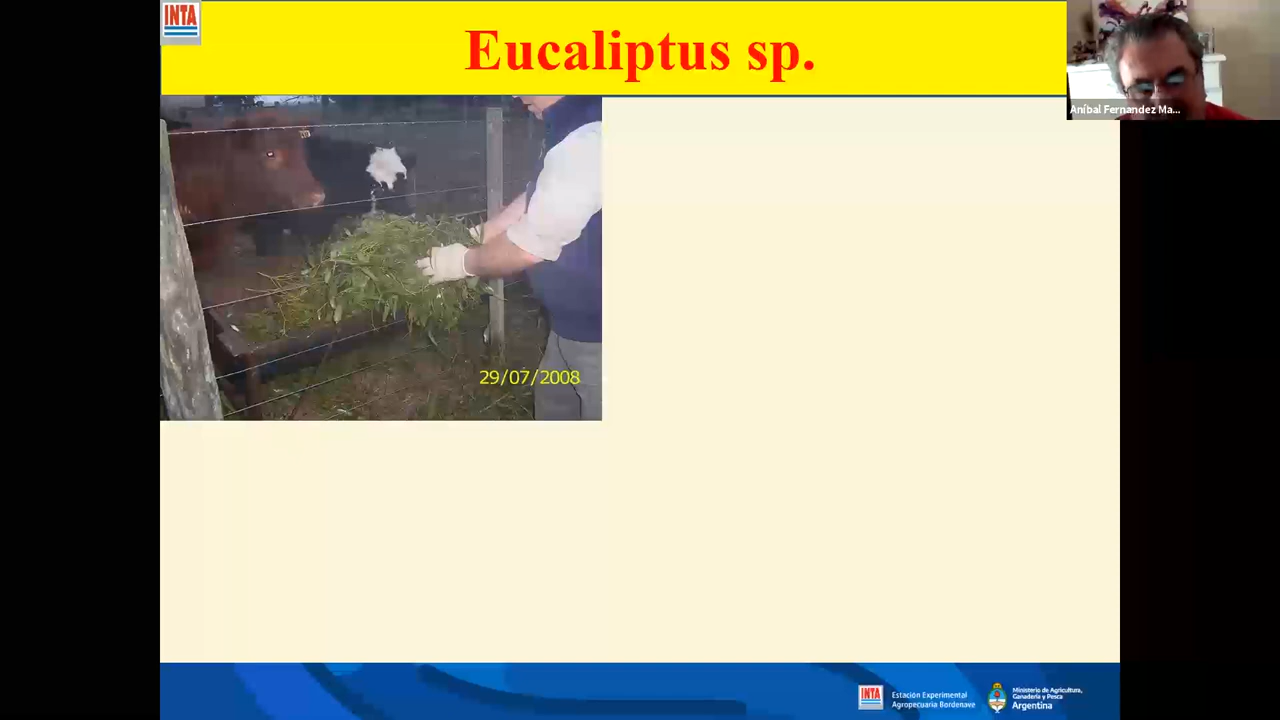 INTA
Eucaliptus sp.
Aníbal Fernandez Ma...
29/07/2008
INTA
Estación Experimental
Agropecuaria Bordenave
Ministerio de Agricultura,
Ganadería y Pesca
Argentina